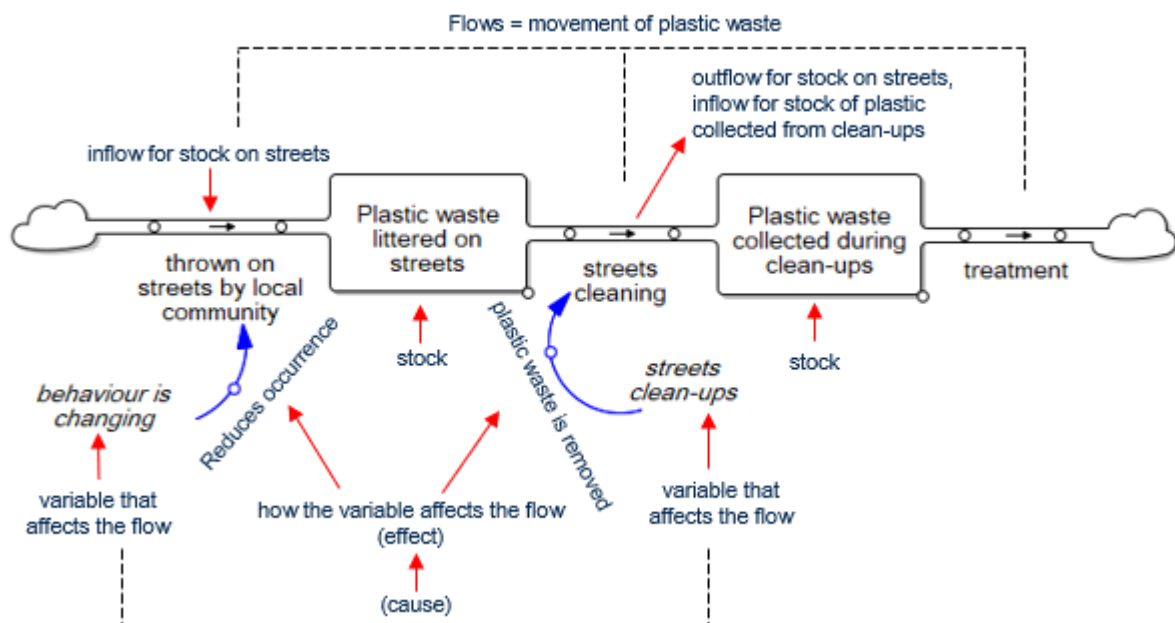 Flows = movement of plastic waste
outflow for stock on streets,
inflow for stock of plastic
collected from clean-ups
inflow for stock on streets
Plastic waste
littered on
streets
Plastic waste
collected during
clean-ups
thrown on
streets by local
community
streets
cleaning
treatment
stock
stock
Reduces occurrence
plastic waste is removed
behaviour is
changing
streets
clean-ups
variable that
affects the flow
how the variable affects the flow
(effect)
variable that
affects the flow
(cause)